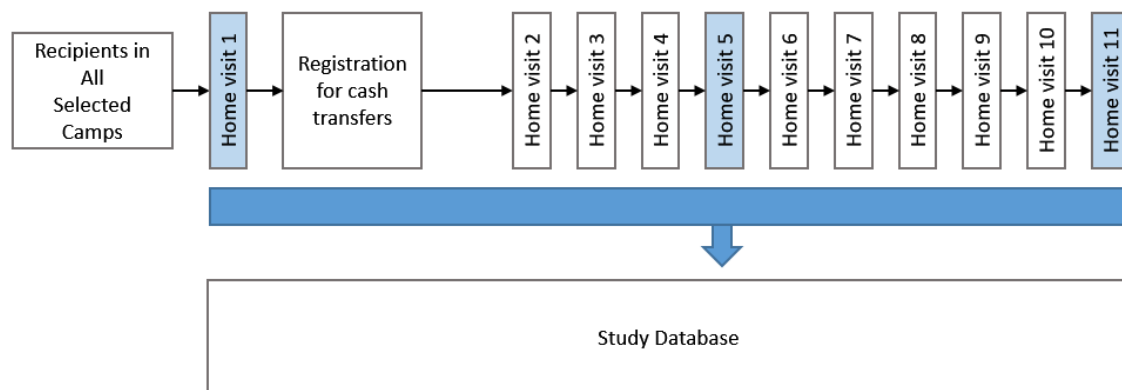 Recipients in
All
Selected
Camps
Home visit 1
Registration
for cash
transfers
Home visit 2
Home visit 3
Home visit 4
Home visit 5
Home visit 6
Home visit 7
Home visit 8
Home visit 9
Home visit 10
Home visit 11
Study Database